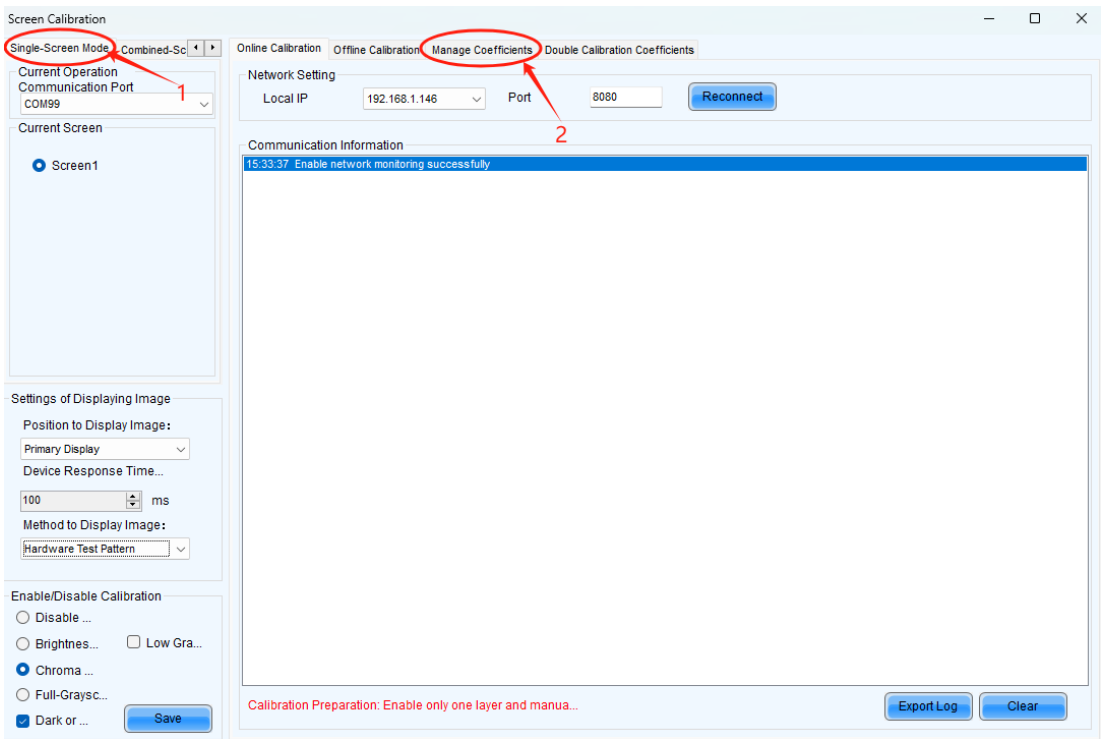 Screen Calibration
Single-Screen Mode Combined-Sc
Current Operation
Communication Port
COM99
1
Current Screen
Screen1
Settings of Displaying Image
Position to Display Image：
Primary Display
Device Response Time...
100 ms
Method to Display Image：
Hardware Test Pattern
Enable/Disable Calibration
Disable ...
Brightnes... Low Gra...
Chroma ...
Full-Graysc...
Dark or ... Save
Online Calibration Offline Calibration Manage Coefficients Double Calibration Coefficients
Network Setting
Local IP 192.168.1.146 Port 8080 Reconnect
2
Communication Information
15:33:37 Enable network monitoring successfully
Calibration Preparation: Enable only one layer and manua... Export Log Clear